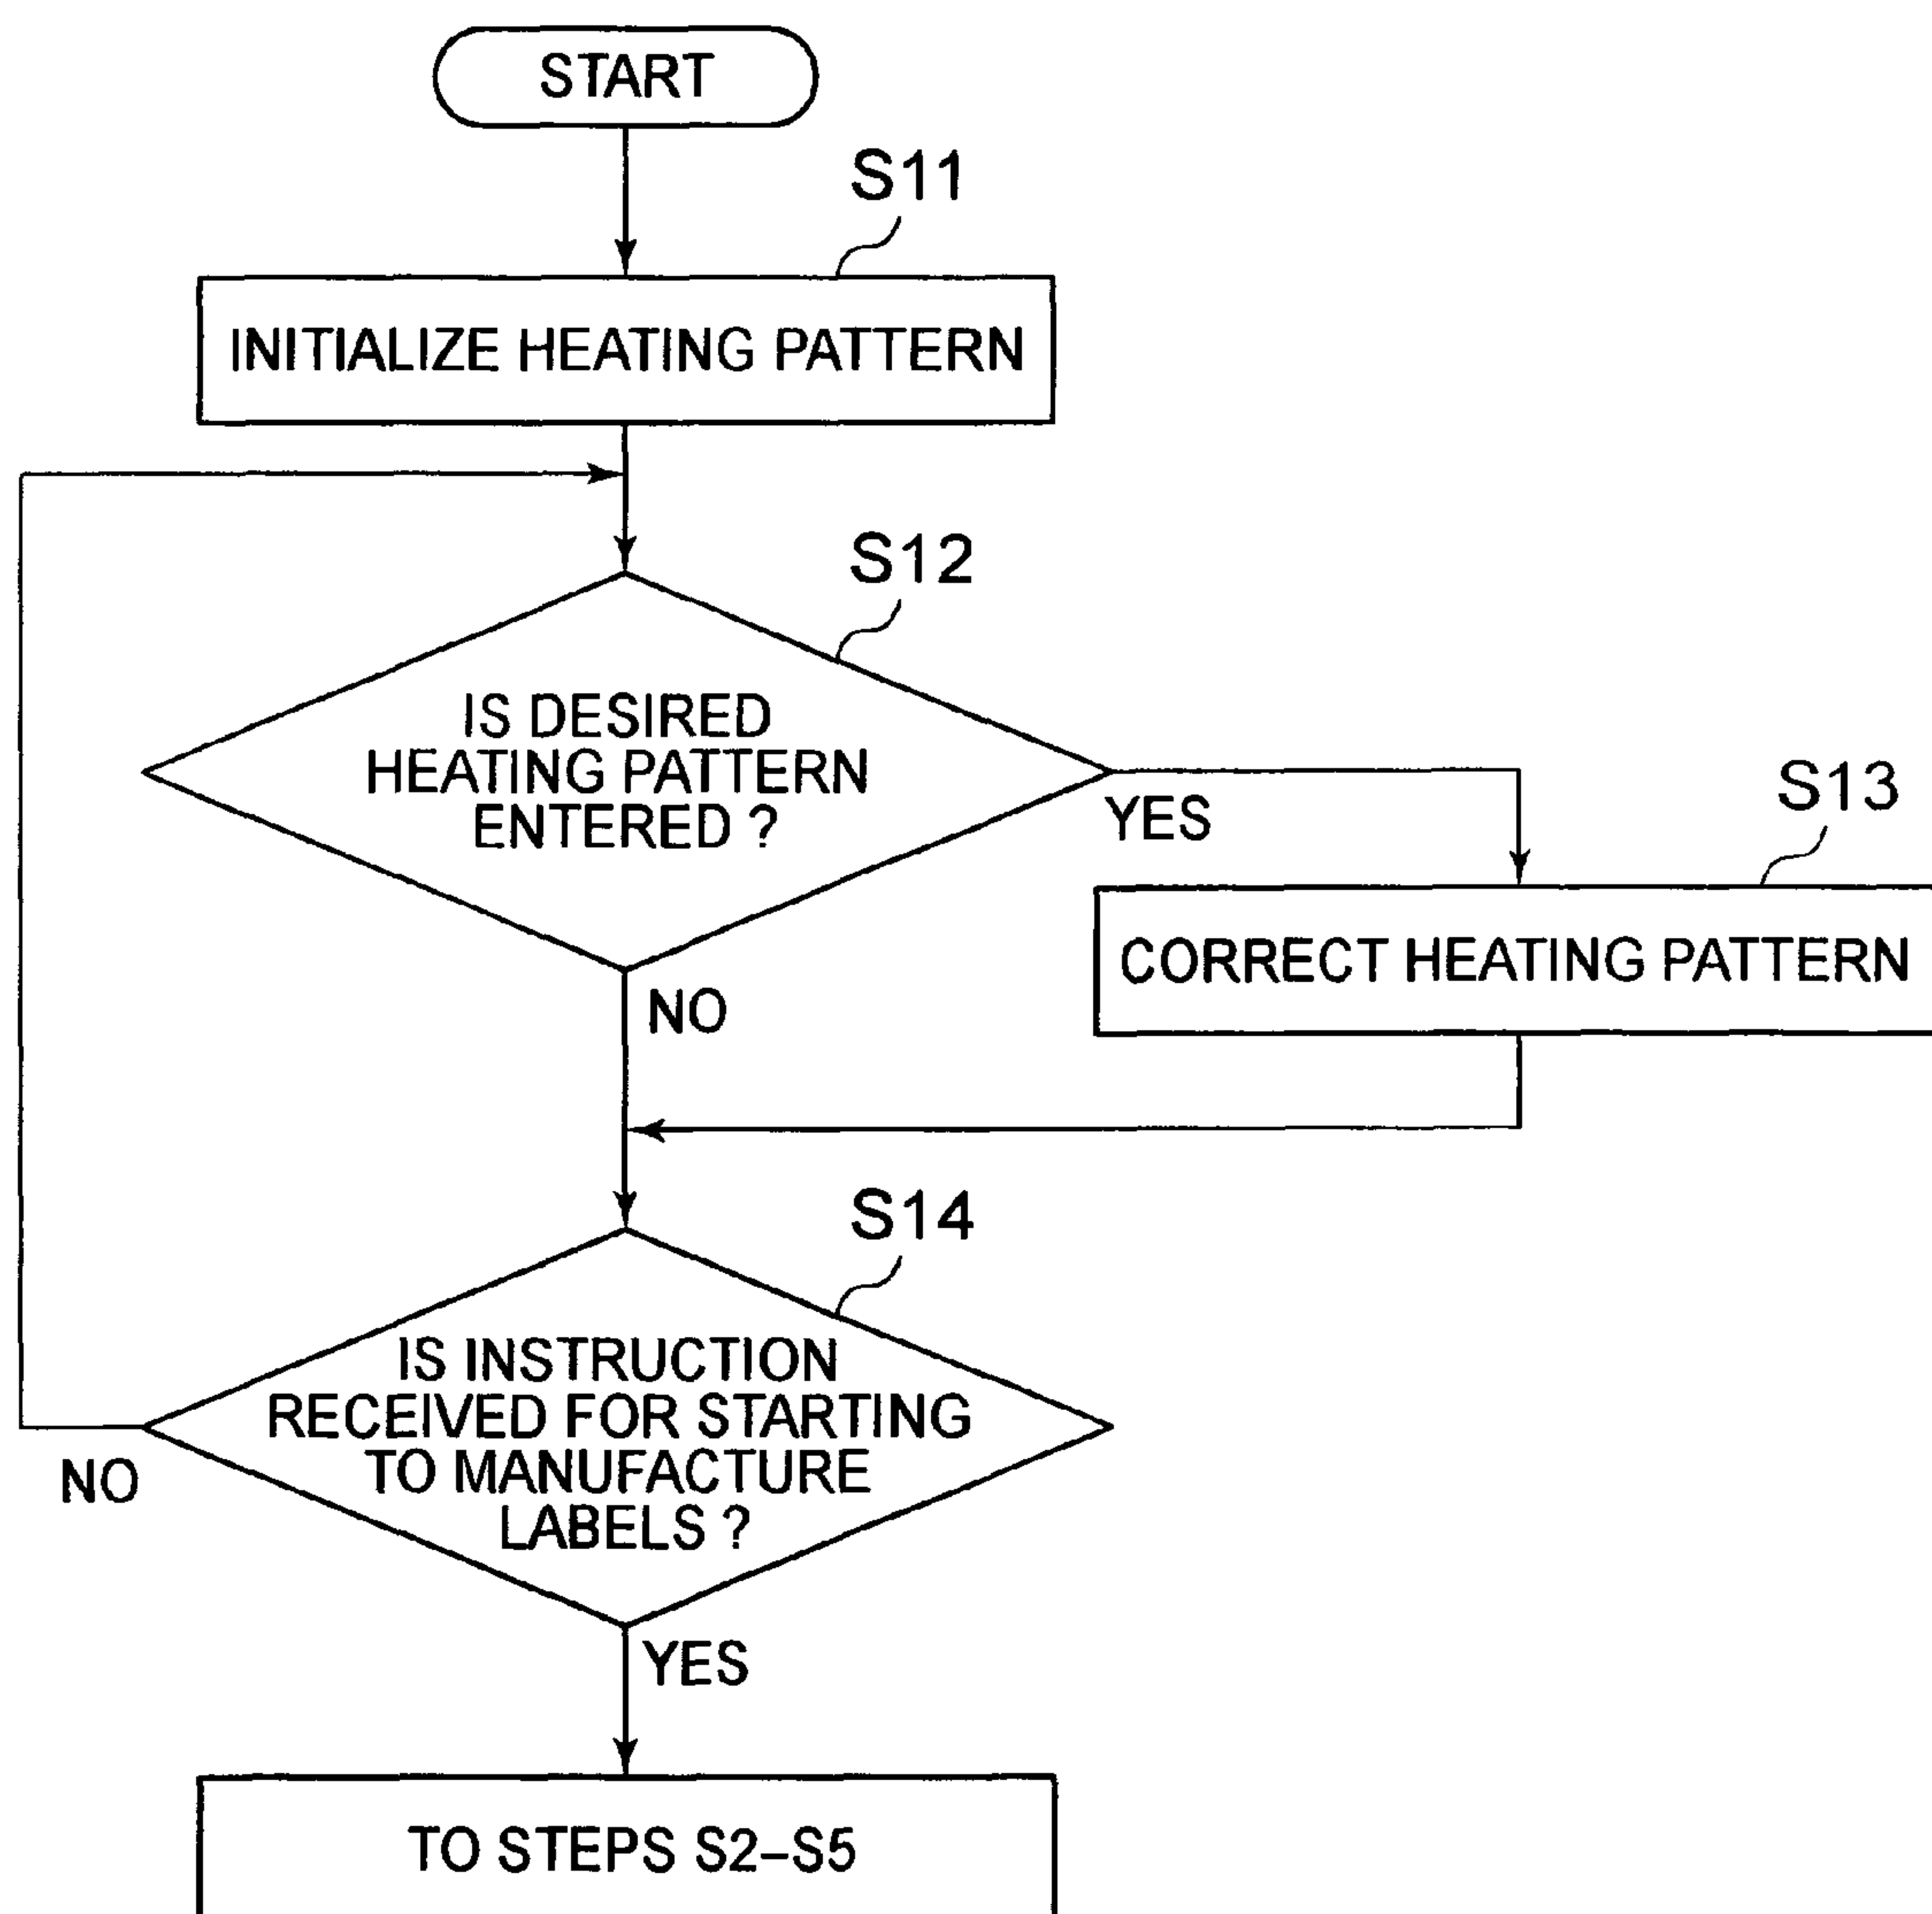 START
S11
INITIALIZE HEATING PATTERN
S12
IS DESIRED
HEATING PATTERN
ENTERED ?
YES
S13
CORRECT HEATING PATTERN
NO
S14
IS INSTRUCTION
RECEIVED FOR STARTING
TO MANUFACTURE
LABELS ?
NO
YES
TO STEPS S2–S5